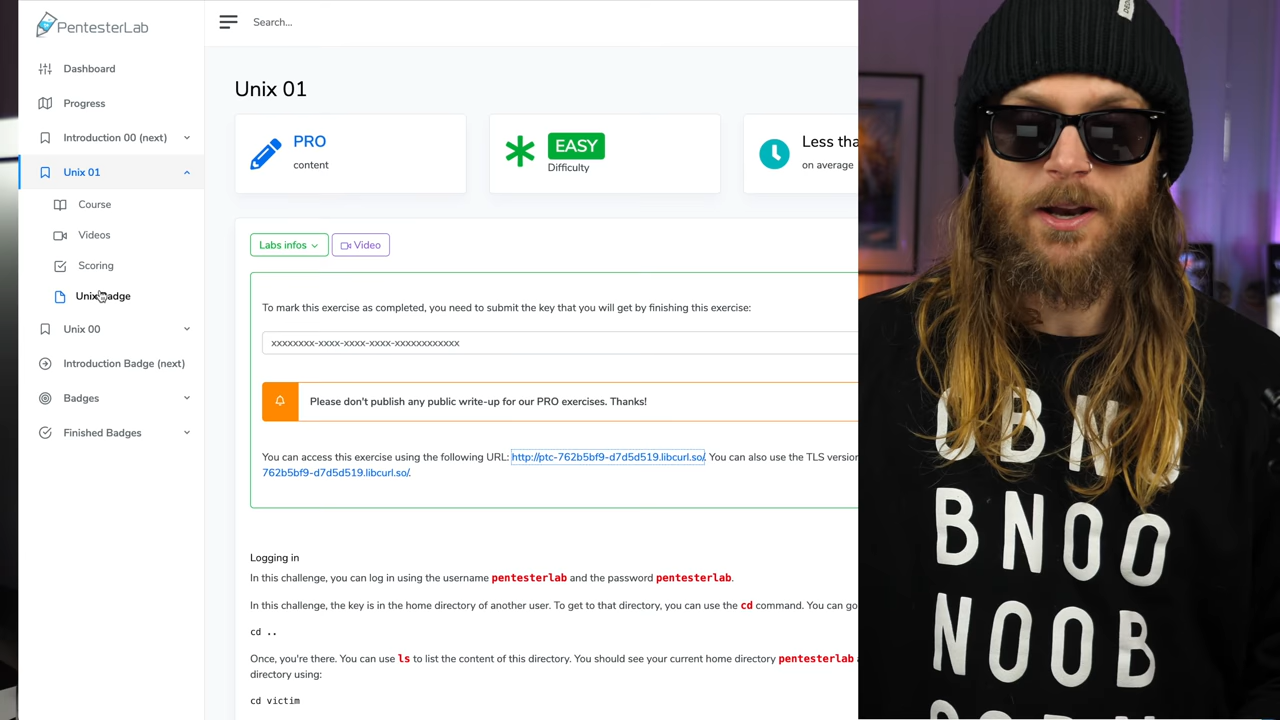 PentesterLab
Search...
Dashboard
Progress
Introduction 00 (next)
Unix 01
Course
Videos
Scoring
Unix Badge
Unix 00
Introduction Badge (next)
Badges
Finished Badges
Unix 01
PRO
content
EASY
Difficulty
Less tha
on average
Labs infos
Video
To mark this exercise as completed, you need to submit the key that you will get by finishing this exercise:
xxxxxxxx-xxxx-xxxx-xxxx-xxxxxxxxxxxx
Please don't publish any public write-up for our PRO exercises. Thanks!
You can access this exercise using the following URL: http://ptc-762b5bf9-d7d5d519.libcurl.so/. You can also use the TLS version
762b5bf9-d7d5d519.libcurl.so/.
Logging in
In this challenge, you can log in using the username pentesterlab and the password pentesterlab.
In this challenge, the key is in the home directory of another user. To get to that directory, you can use the cd command. You can go
cd ..
Once, you're there. You can use ls to list the content of this directory. You should see your current home directory pentesterlab
directory using:
cd victim
OBN
BNOO
NOOB